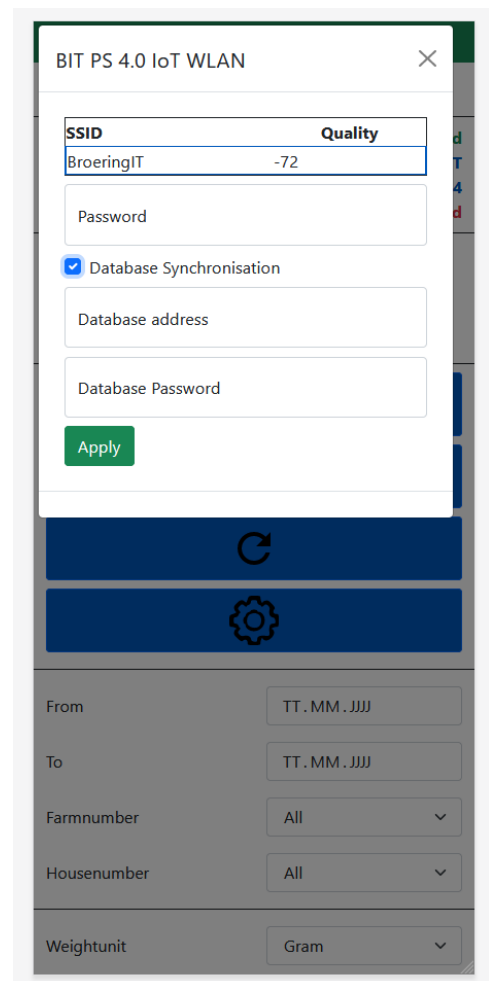 BIT PS 4.0 IoT WLAN
SSID Quality
BroeringIT -72
Password
Database Synchronisation
Database address
Database Password
Apply
d
T
4
d
From TT.MM.JJJJ
To TT.MM.JJJJ
Farmnumber All
Housenumber All
Weightunit Gram